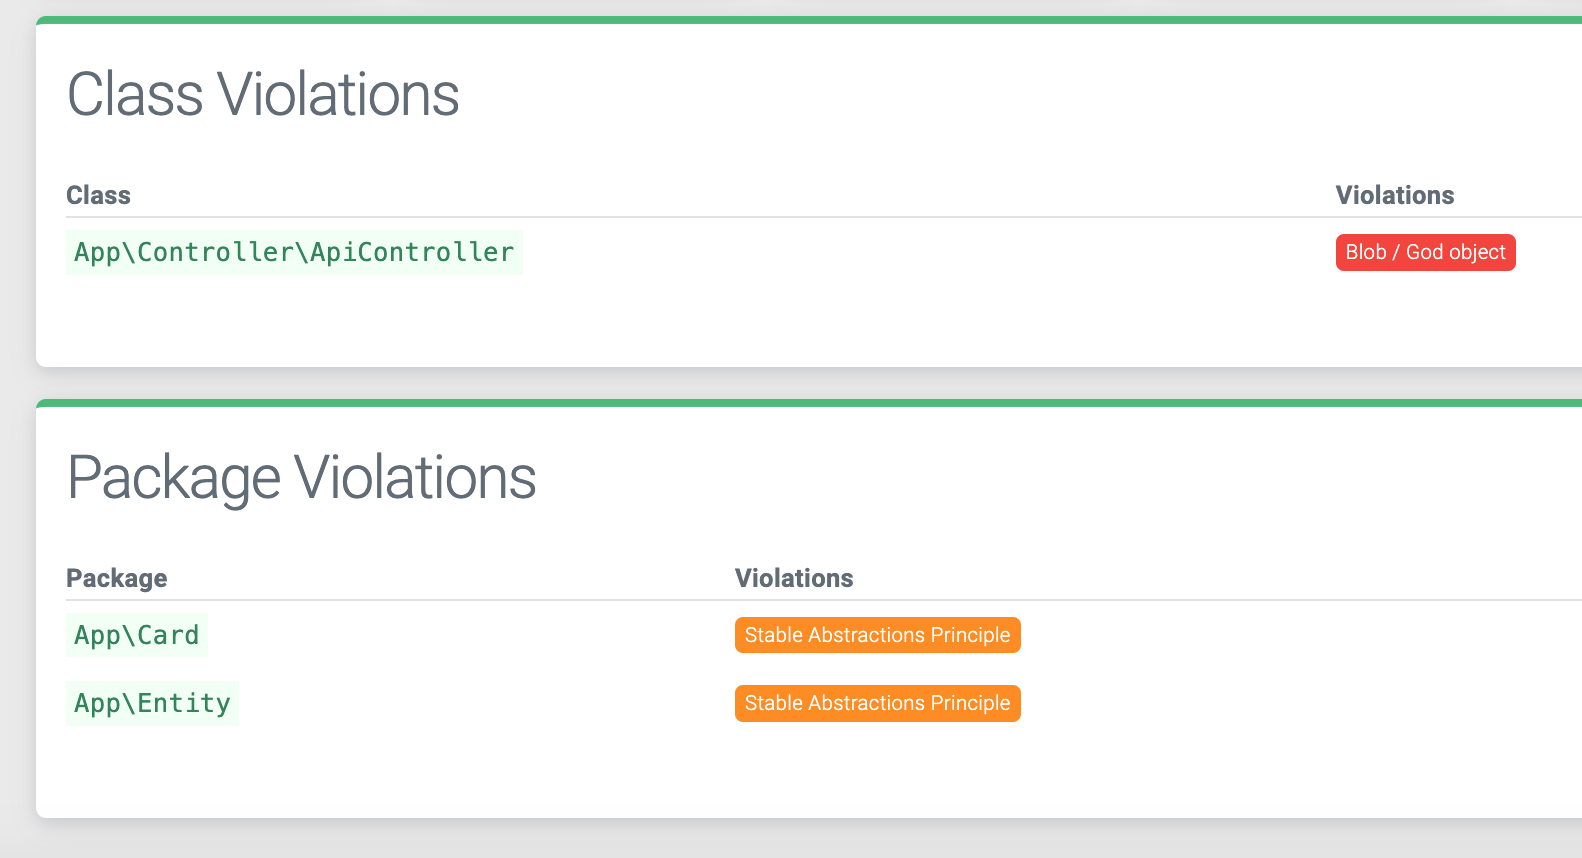 Class Violations
Class Violations
App\Controller\ApiController Blob / God object
Package Violations
Package Violations
App\Card Stable Abstractions Principle
App\Entity Stable Abstractions Principle